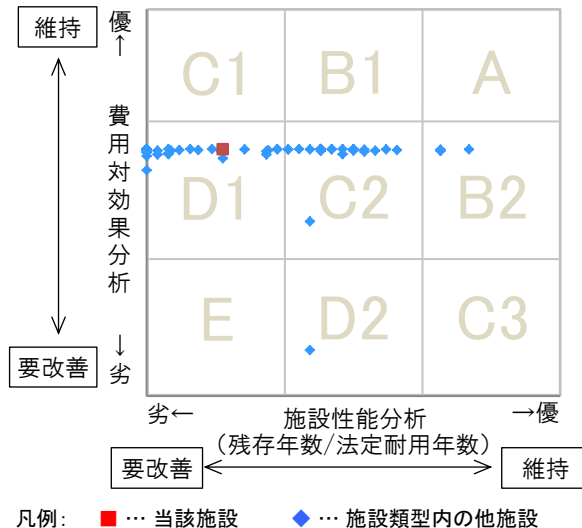 維持
優↑
費用対効果分析
↓劣
要改善
C1 B1 A
D1 C2 B2
E D2 C3
劣← 施設性能分析 →優
（残存年数/法定耐用年数）
要改善 維持
凡例： ■ … 当該施設 ◆ … 施設類型内の他施設